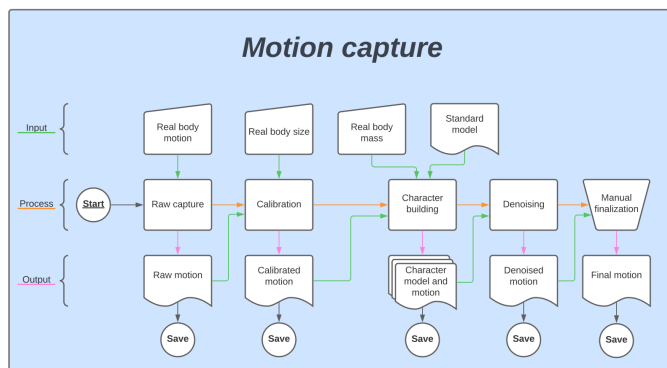 Motion capture
Input
Real body
motion
Real body size
Real body
mass
Standard
model
Process
Start
Raw capture
Calibration
Character
building
Denoising
Manual
finalization
Output
Raw motion
Calibrated
motion
Character
model and
motion
Denoised
motion
Final motion
Save
Save
Save
Save
Save